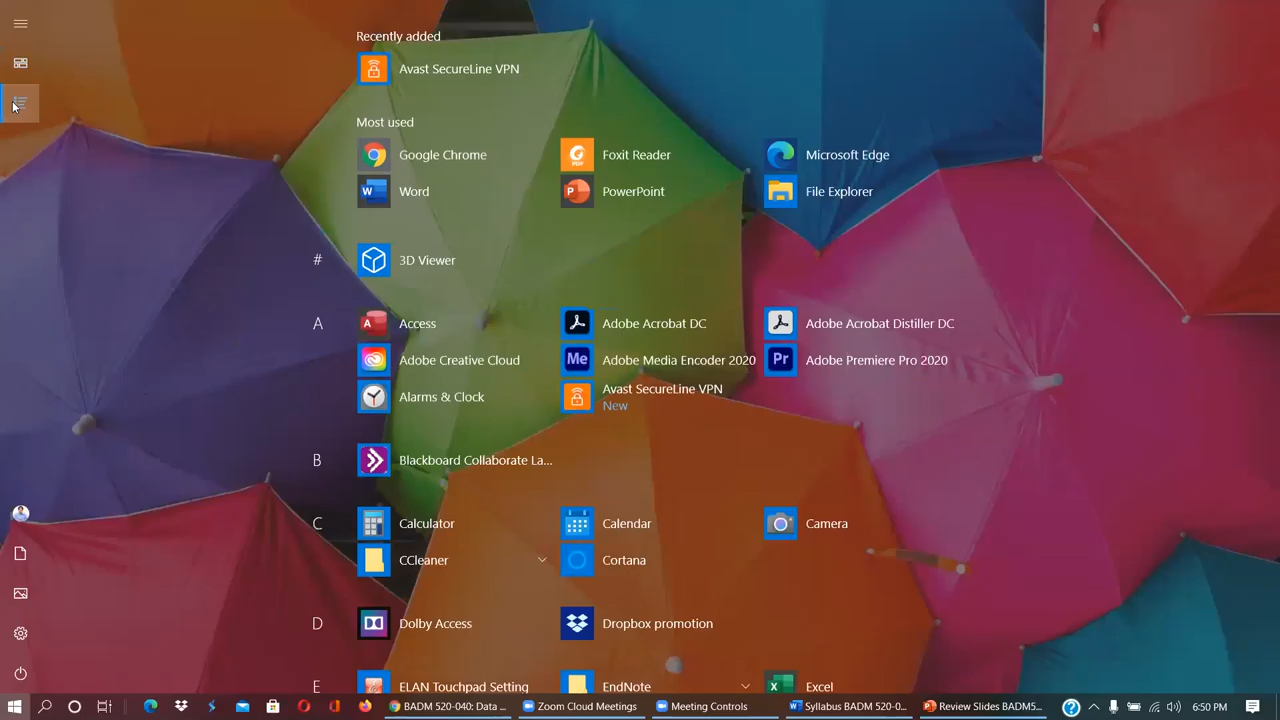 Recently added
Avast SecureLine VPN
Most used
Google Chrome Foxit Reader Microsoft Edge
Word PowerPoint File Explorer
# 3D Viewer
A Access Adobe Acrobat DC Adobe Acrobat Distiller DC
Adobe Creative Cloud Me Adobe Media Encoder 2020 Pr Adobe Premiere Pro 2020
Alarms & Clock Avast SecureLine VPN
New
B Blackboard Collaborate La...
C Calculator Calendar Camera
CCleaner Cortana
D Dolby Access Dropbox promotion
E ELAN Touchpad Setting EndNote Excel
BADM 520-040: Data ... Zoom Cloud Meetings Meeting Controls Syllabus BADM 520-0... Review Slides BADM5... 6:50 PM